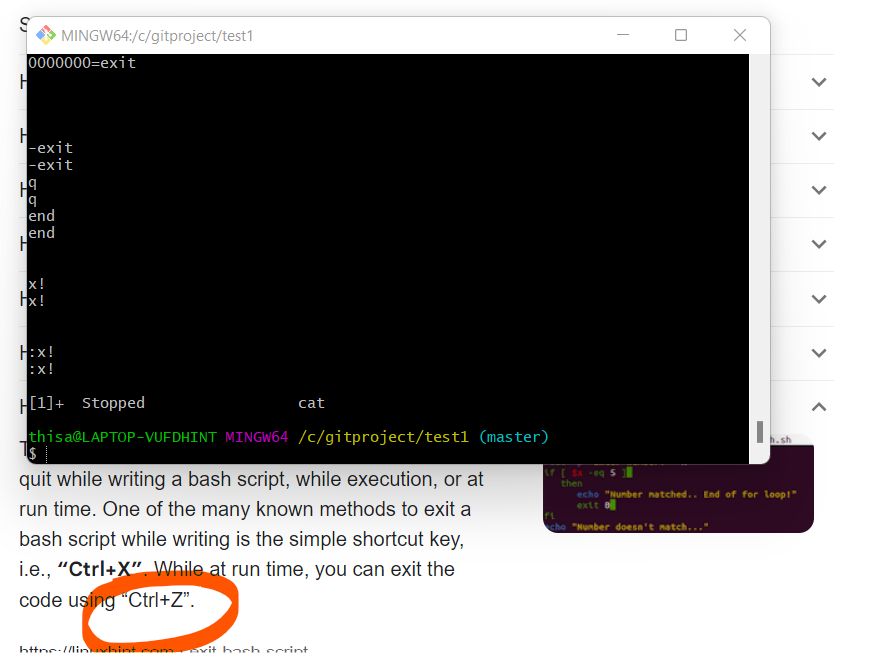 MINGW64:/c/gitproject/test1
0000000=exit
-exit
-exit
q
q
end
end
x!
x!
:x!
:x!
[1]+  Stopped                 cat
thisa@LAPTOP-VUFDHINT MINGW64 /c/gitproject/test1 (master)
$
h.sh
if [ $x -eq 5 ]
then
echo "Number matched.. End of for loop!"
exit 0
fi
echo "Number doesn't match..."
quit while writing a bash script, while execution, or at
run time. One of the many known methods to exit a
bash script while writing is the simple shortcut key,
i.e., “Ctrl+X”. While at run time, you can exit the
code using “Ctrl+Z”.
https://linuxhint.com › exit-bash-script